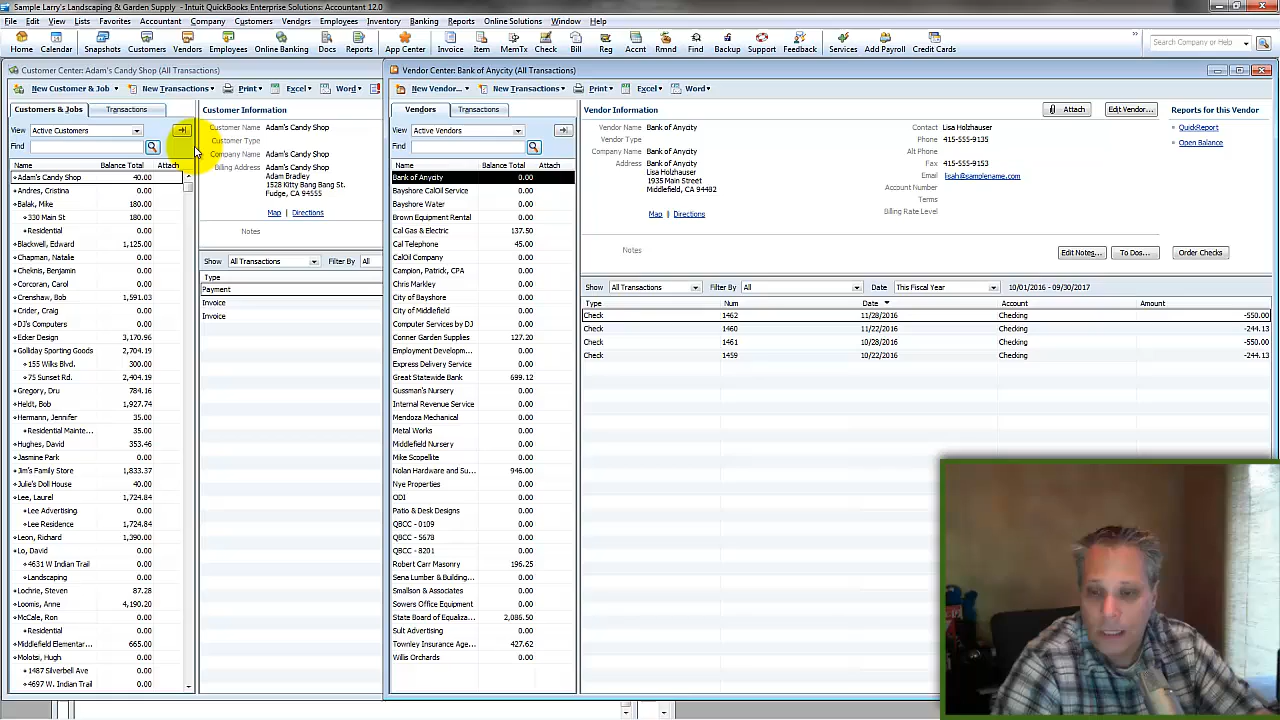 Sample Larry's Landscaping & Garden Supply - Intuit QuickBooks Enterprise Solutions: Accountant 12.0
File Edit View Lists Favorites Accountant Company Customers Vendors Employees Inventory Banking Reports Online Solutions Window Help
Home Calendar Snapshots Customers Vendors Employees Online Banking Docs Reports App Center Invoic Item MemTx Check Bill Reg Accnt Rmnd Find Backup Support Feedback Services Add Payroll Credit Cards
Search Company or Help
Customer Center: Adam's Candy Shop (All Transactions)
New Customer & Job New Transactions Print Excel Word
Customers & Jobs Transactions
View Active Customers
Find
Name Balance Total Attach
Adam's Candy Shop 40.00
Andres, Cristina 0.00
Balak, Mike 180.00
330 Main St 180.00
Residential 0.00
Blackwell, Edward 1,125.00
Chapman, Natalie 0.00
Cheknis, Benjamin 0.00
Corcoran, Carol 0.00
Crenshaw, Bob 1,591.03
Crider, Craig 0.00
DJ's Computers 0.00
Ecker Design 3,170.96
Golliday Sporting Goods 2,704.19
155 Wilks Blvd. 300.00
75 Sunset Rd. 2,404.19
Gregory, Dru 784.16
Heldt, Bob 1,927.74
Hermann, Jennifer 35.00
Residential Mainte... 35.00
Hughes, David 353.46
Jasmine Park 0.00
Jim's Family Store 1,833.37
Julie's Doll House 40.00
Lee, Laurel 1,724.84
Lee Advertising 0.00
Lee Residence 1,724.84
Leon, Richard 1,390.00
Lo, David 0.00
4631 W Indian Trail 0.00
Landscaping 0.00
Lochrie, Steven 87.28
Loomis, Anne 4,190.20
McCale, Ron 0.00
Residential 0.00
Middlefield Elementar... 665.00
Molotsi, Hugh 0.00
1487 Silverbell Ave 0.00
4697 W. Indian Trail 0.00
Customer Information
Customer Name Adam's Candy Shop
Customer Type
Company Name Adam's Candy Shop
Billing Address Adam's Candy Shop
Adam Bradley
1528 Kitty Bang Bang St.
Fudge, CA 94555
Map | Directions
Notes
Show All Transactions Filter By All
Type
Payment
Invoice
Invoice
Vendor Center: Bank of Anycity (All Transactions)
New Vendor... New Transactions Print Excel Word
Vendors Transactions
View Active Vendors
Find
Name Balance Total Attach
Bank of Anycity 0.00
Bayshore CalOil Service 0.00
Bayshore Water 0.00
Brown Equipment Rental 0.00
Cal Gas & Electric 137.50
Cal Telephone 45.00
CalOil Company 0.00
Campion, Patrick, CPA 0.00
Chris Markley 0.00
City of Bayshore 0.00
City of Middlefield 0.00
Computer Services by DJ 0.00
Conner Garden Supplies 127.20
Employment Developm... 0.00
Express Delivery Service 0.00
Great Statewide Bank 699.12
Gussman's Nursery 0.00
Internal Revenue Service 0.00
Mendoza Mechanical 0.00
Metal Works 0.00
Middlefield Nursery 0.00
Mike Scopellite 0.00
Nolan Hardware and Su... 946.00
Nye Properties 0.00
ODI 0.00
Patio & Desk Designs 0.00
QBCC - 0109 0.00
QBCC - 5678 0.00
QBCC - 8201 0.00
Robert Carr Masonry 196.25
Sena Lumber & Building... 0.00
Smallson & Associates 0.00
Sowers Office Equipment 0.00
State Board of Equaliza... 2,086.50
Sult Advertising 0.00
Townley Insurance Age... 427.62
Willis Orchards 0.00
Vendor Information
Attach Edit Vendor...
Vendor Name Bank of Anycity
Vendor Type
Company Name Bank of Anycity
Address Bank of Anycity
Lisa Holzhauser
1935 Main Street
Middlefield, CA 94482
Map | Directions
Contact Lisa Holzhauser
Phone 415-555-9135
Alt Phone
Fax 415-555-9153
Email lisah@samplename.com
Account Number
Terms
Billing Rate Level
Reports for this Vendor
QuickReport
Open Balance
Notes
Edit Notes... To Dos... Order Checks
Show All Transactions Filter By All Date This Fiscal Year 10/01/2016 - 09/30/2017
Type Num Date Account Amount
Check 1462 11/28/2016 Checking -550.00
Check 1460 11/22/2016 Checking -244.13
Check 1461 10/28/2016 Checking -550.00
Check 1459 10/22/2016 Checking -244.13